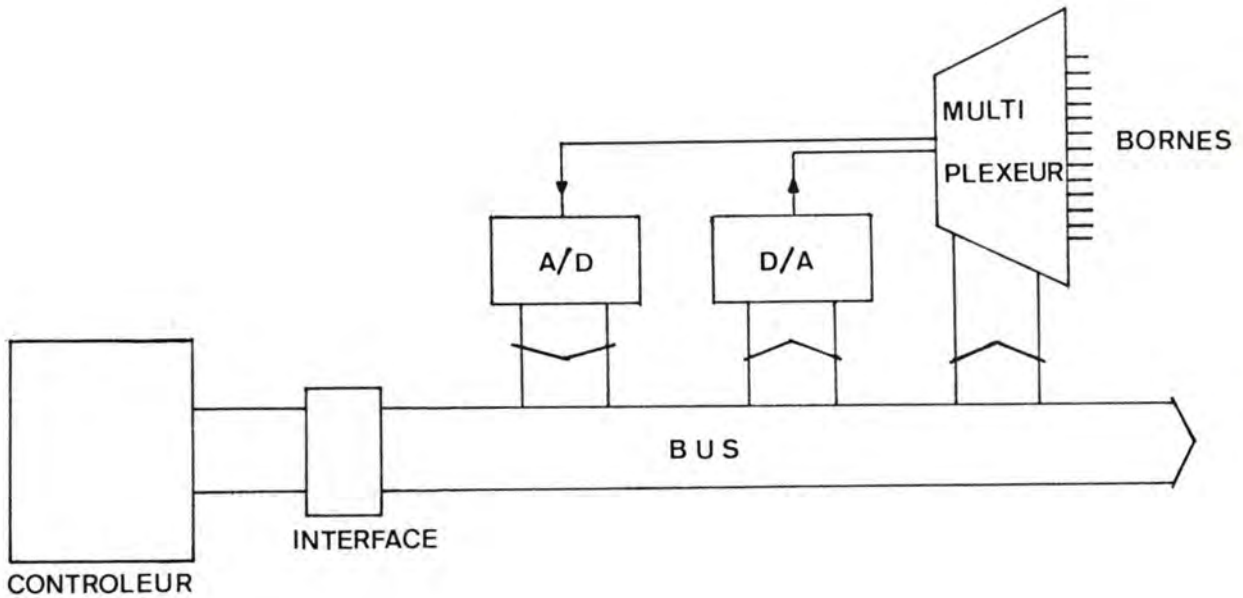 MULTI
PLEXEUR
BORNES
A/D
D/A
BUS
INTERFACE
CONTROLEUR